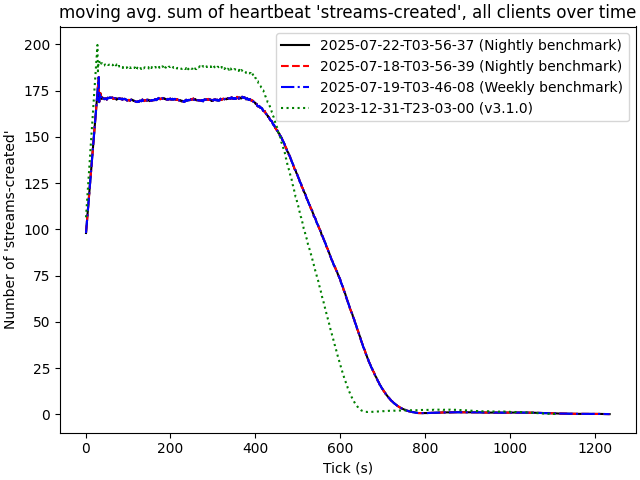 moving avg. sum of heartbeat 'streams-created', all clients over time
200
175
150
125
100
75
50
25
0
Number of 'streams-created'
2025-07-22-T03-56-37 (Nightly benchmark)
2025-07-18-T03-56-39 (Nightly benchmark)
2025-07-19-T03-46-08 (Weekly benchmark)
2023-12-31-T23-03-00 (v3.1.0)
0 200 400 600 800 1000 1200
Tick (s)